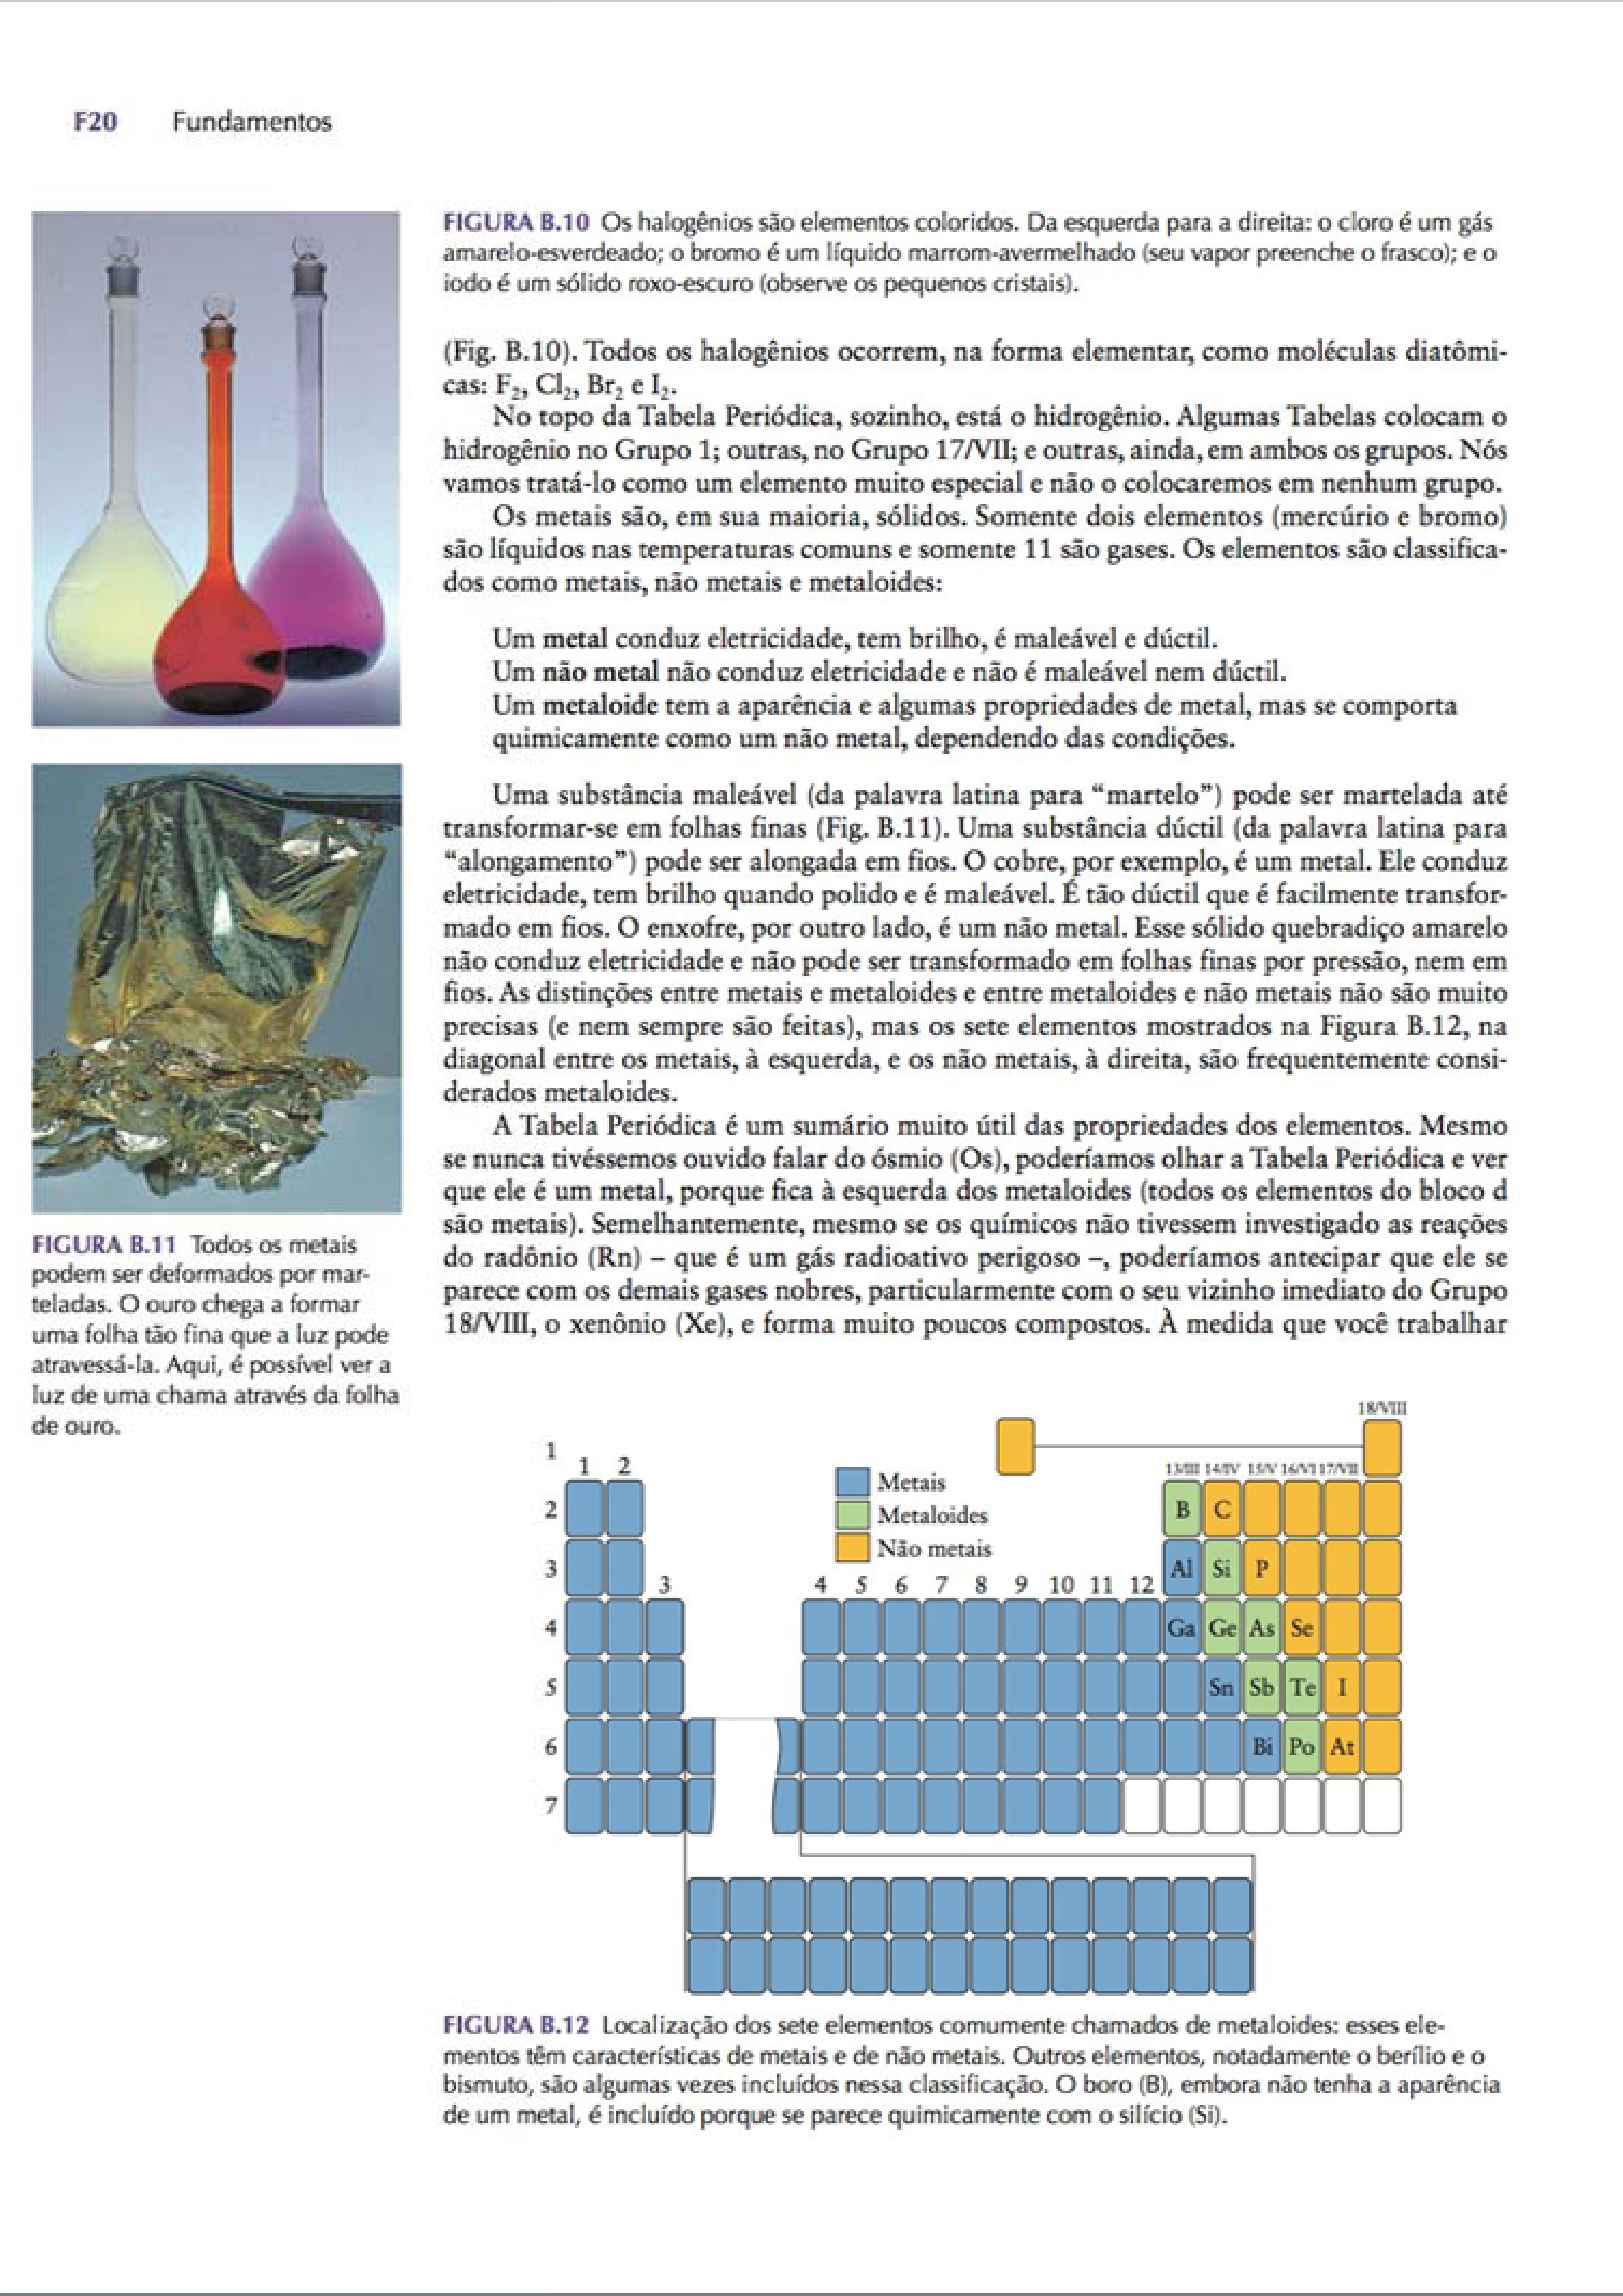 F20 Fundamentos
FIGURA B.10 Os halogênios são elementos coloridos. Da esquerda para a direita: o cloro é um gás
amarelo-esverdeado; o bromo é um líquido marrom-avermelhado (seu vapor preenche o frasco); e o
iodo é um sólido roxo-escuro (observe os pequenos cristais).
(Fig. B.10). Todos os halogênios ocorrem, na forma elementar, como moléculas diatômi-
cas: F₂, Cl₂, Br₂ e I₂.
No topo da Tabela Periódica, sozinho, está o hidrogênio. Algumas Tabelas colocam o
hidrogênio no Grupo 1; outras, no Grupo 17/VII; e outras, ainda, em ambos os grupos. Nós
vamos tratá-lo como um elemento muito especial e não o colocaremos em nenhum grupo.
Os metais são, em sua maioria, sólidos. Somente dois elementos (mercúrio e bromo)
são líquidos nas temperaturas comuns e somente 11 são gases. Os elementos são classifica-
dos como metais, não metais e metaloides:
Um metal conduz eletricidade, tem brilho, é maleável e dúctil.
Um não metal não conduz eletricidade e não é maleável nem dúctil.
Um metaloide tem a aparência e algumas propriedades de metal, mas se comporta
quimicamente como um não metal, dependendo das condições.
Uma substância maleável (da palavra latina para “martelo”) pode ser martelada até
transformar-se em folhas finas (Fig. B.11). Uma substância dúctil (da palavra latina para
“alongamento”) pode ser alongada em fios. O cobre, por exemplo, é um metal. Ele conduz
eletricidade, tem brilho quando polido e é maleável. É tão dúctil que é facilmente transfor-
mado em fios. O enxofre, por outro lado, é um não metal. Esse sólido quebradiço amarelo
não conduz eletricidade e não pode ser transformado em folhas finas por pressão, nem em
fios. As distinções entre metais e metaloides e entre metaloides e não metais não são muito
precisas (e nem sempre são feitas), mas os sete elementos mostrados na Figura B.12, na
diagonal entre os metais, à esquerda, e os não metais, à direita, são frequentemente consi-
derados metaloides.
A Tabela Periódica é um sumário muito útil das propriedades dos elementos. Mesmo
se nunca tivéssemos ouvido falar do ósmio (Os), poderíamos olhar a Tabela Periódica e ver
que ele é um metal, porque fica à esquerda dos metaloides (todos os elementos do bloco d
são metais). Semelhantemente, mesmo se os químicos não tivessem investigado as reações
do radônio (Rn) – que é um gás radioativo perigoso –, poderíamos antecipar que ele se
parece com os demais gases nobres, particularmente com o seu vizinho imediato do Grupo
18/VIII, o xenônio (Xe), e forma muito poucos compostos. À medida que você trabalhar
FIGURA B.11 Todos os metais
podem ser deformados por mar-
teladas. O ouro chega a formar
uma folha tão fina que a luz pode
atravessá-la. Aqui, é possível ver a
luz de uma chama através da folha
de ouro.
18/VIII
1
1 2 13/III 14/IV 15/V 16/VI 17/VII
Metais
2 B C
Metaloides
Não metais
3 Al Si P
3 4 5 6 7 8 9 10 11 12
4 Ga Ge As Se
5 Sn Sb Te I
6 Bi Po At
7
FIGURA B.12 Localização dos sete elementos comumente chamados de metaloides: esses ele-
mentos têm características de metais e de não metais. Outros elementos, notadamente o berílio e o
bismuto, são algumas vezes incluídos nessa classificação. O boro (B), embora não tenha a aparência
de um metal, é incluído porque se parece quimicamente com o silício (Si).